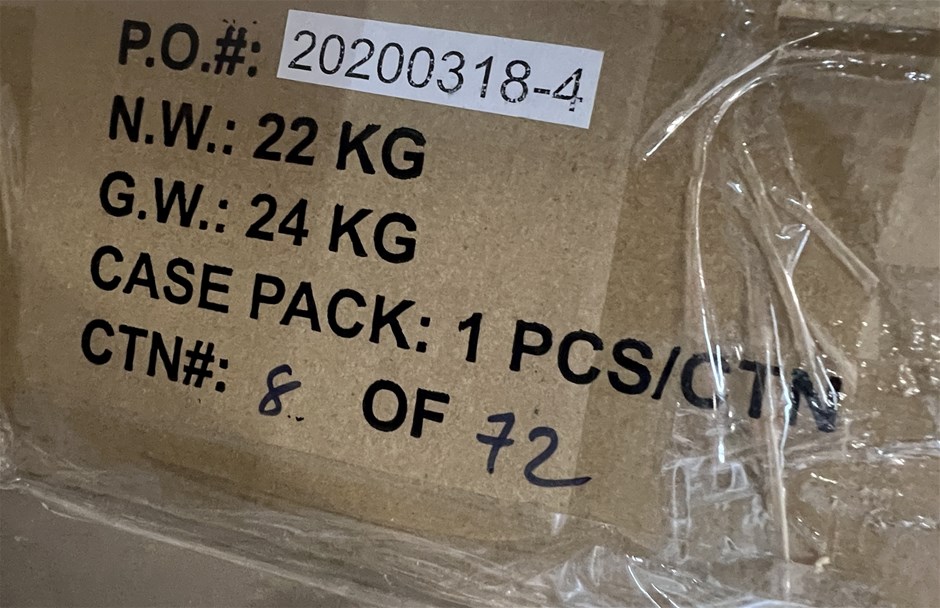 P.O.#: 20200318-4
N.W.: 22 KG
G.W.: 24 KG
CASE PACK: 1 PCS/CTN
CTN#: 8 OF 72